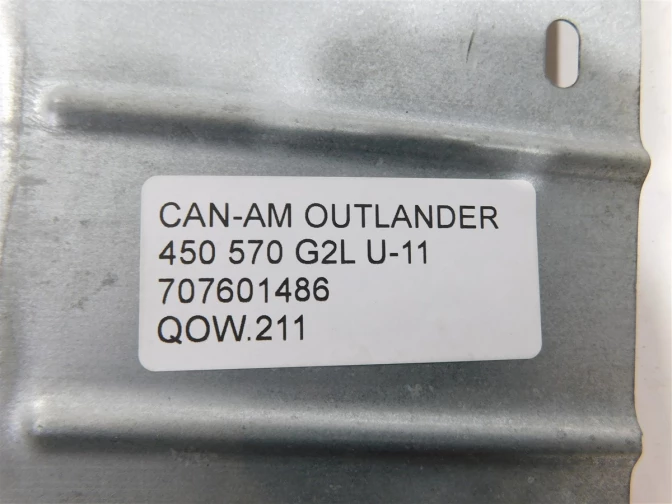 CAN-AM OUTLANDER
450 570 G2L U-11
707601486
QOW.211